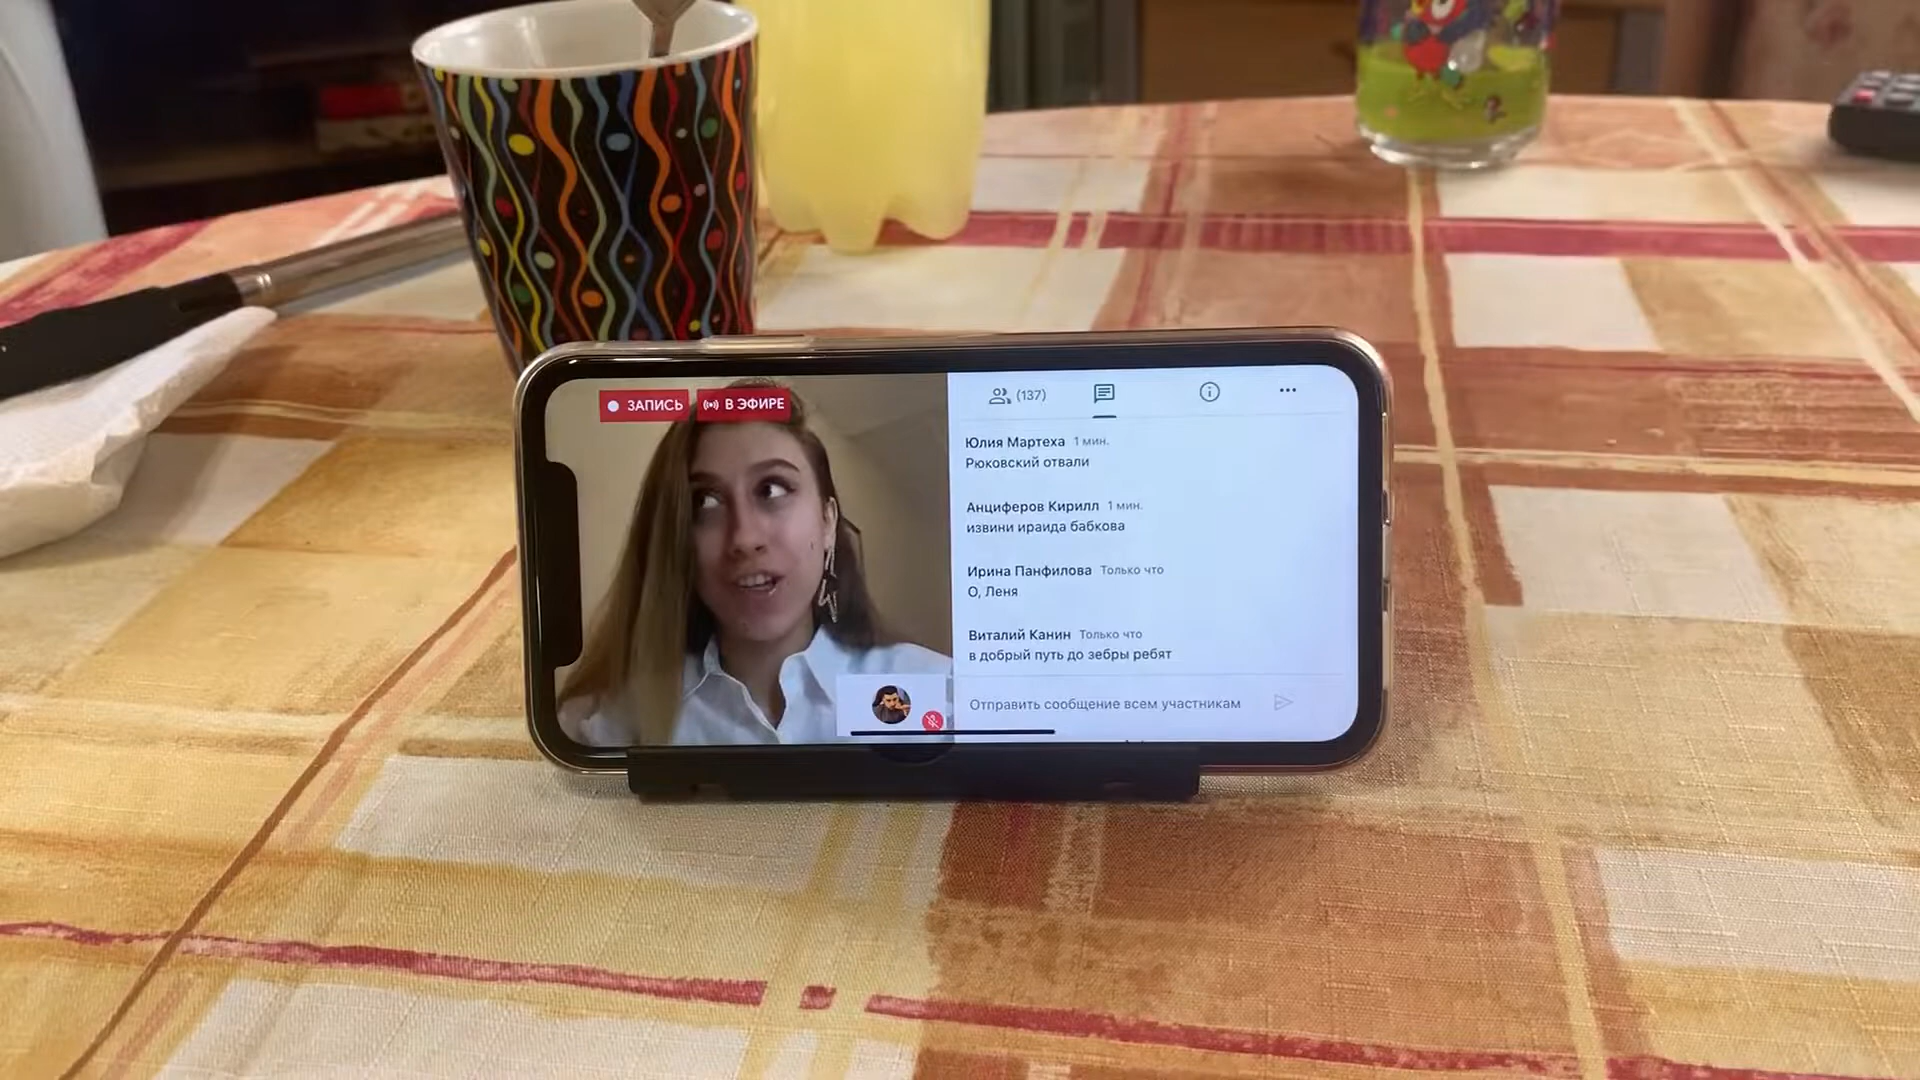 ЗАПИСЬ
В ЭФИРЕ
(137)
Юлия Мартеха 1 мин.
Рюковский отвали
Анциферов Кирилл 1 мин.
извини ираида бабкова
Ирина Панфилова Только что
О, Леня
Виталий Канин Только что
в добрый путь до зебры ребят
Отправить сообщение всем участникам